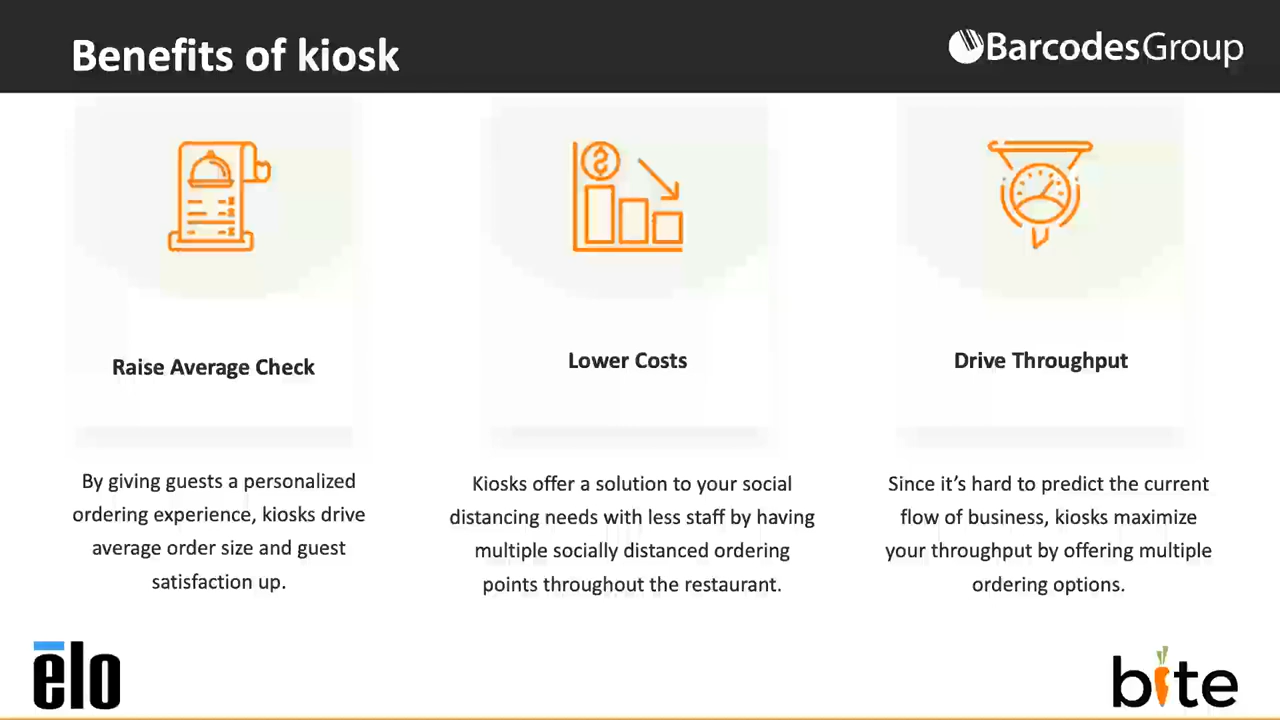 Benefits of kiosk
BarcodesGroup
Raise Average Check
Lower Costs
Drive Throughput
By giving guests a personalized
ordering experience, kiosks drive
average order size and guest
satisfaction up.
Kiosks offer a solution to your social
distancing needs with less staff by having
multiple socially distanced ordering
points throughout the restaurant.
Since it’s hard to predict the current
flow of business, kiosks maximize
your throughput by offering multiple
ordering options.
ēlo
bite